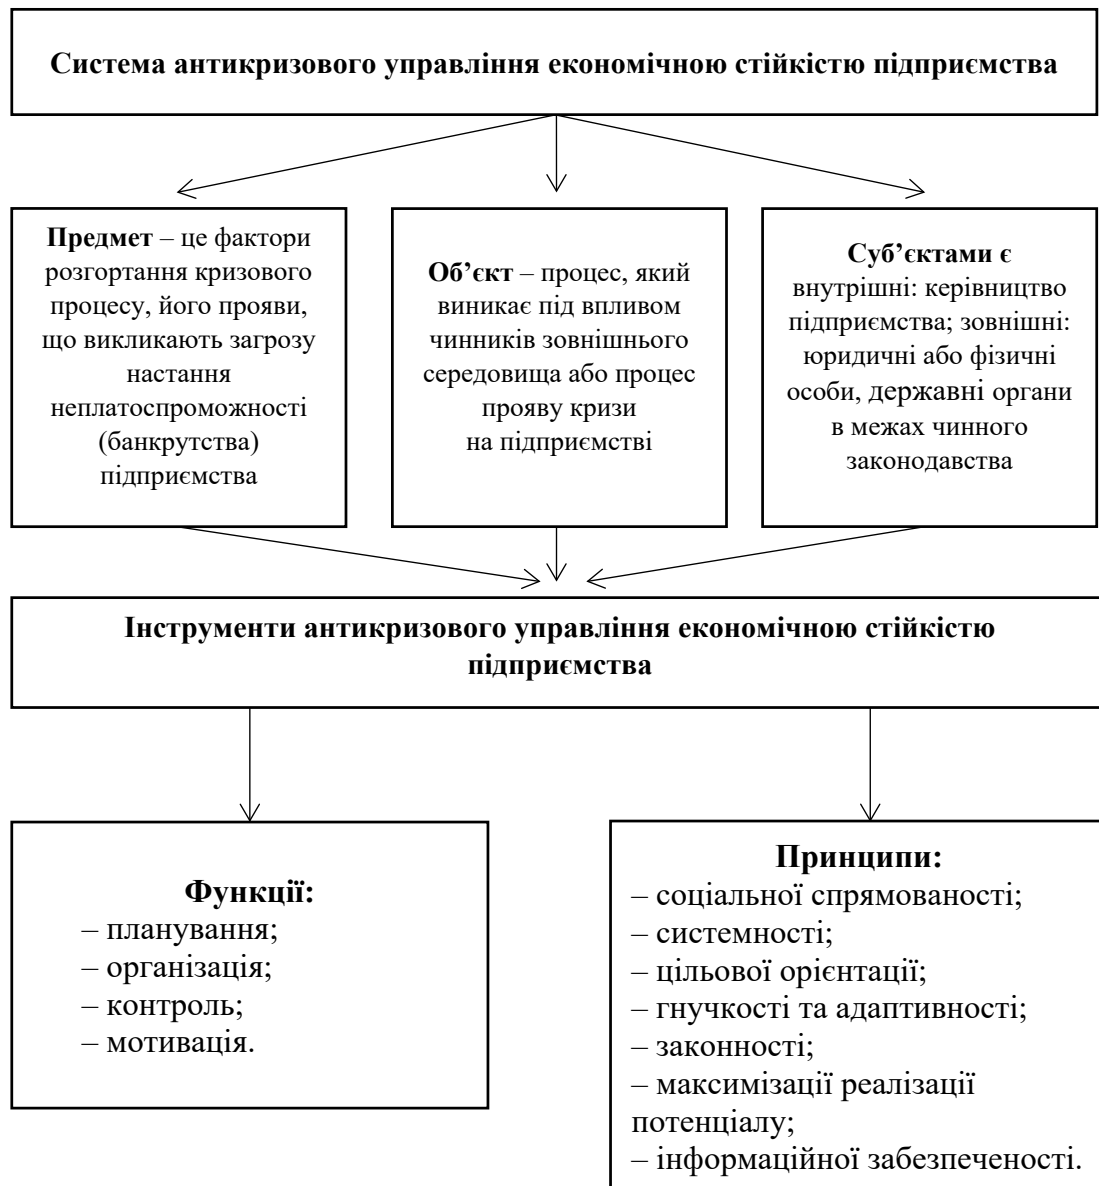 Система антикризового управління економічною стійкістю підприємства
Предмет – це фактори
розгортання кризового
процесу, його прояви,
що викликають загрозу
настання
неплатоспроможності
(банкрутства)
підприємства
Об’єкт – процес, який
виникає під впливом
чинників зовнішнього
середовища або процес
прояву кризи
на підприємстві
Суб’єктами є
внутрішні: керівництво
підприємства; зовнішні:
юридичні або фізичні
особи, державні органи
в межах чинного
законодавства
Інструменти антикризового управління економічною стійкістю
підприємства
Функції:
– планування;
– організація;
– контроль;
– мотивація.
Принципи:
– соціальної спрямованості;
– системності;
– цільової орієнтації;
– гнучкості та адаптивності;
– законності;
– максимізації реалізації
потенціалу;
– інформаційної забезпеченості.